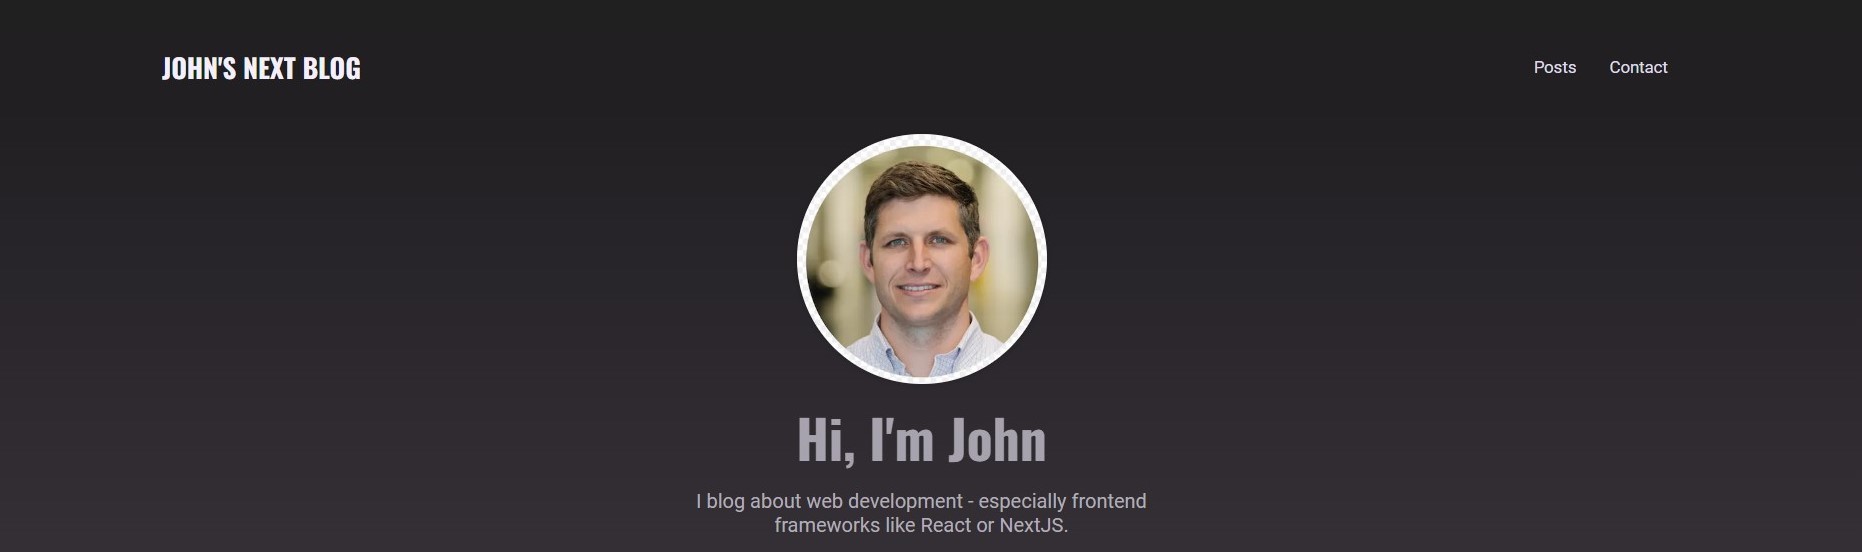 JOHN'S NEXT BLOG
Posts
Contact
Hi, I'm John
I blog about web development - especially frontend
frameworks like React or NextJS.